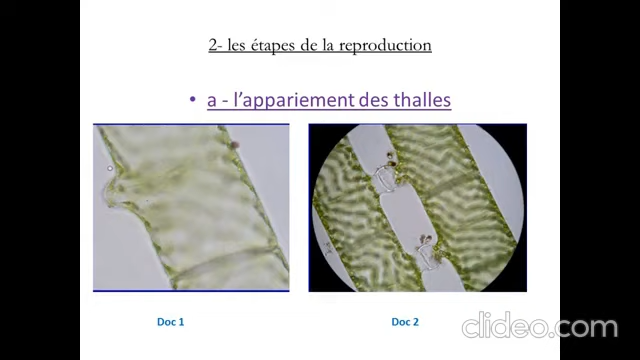 2- les étapes de la reproduction
• a - l'appariement des thalles
Doc 1
Doc 2
clideo.com